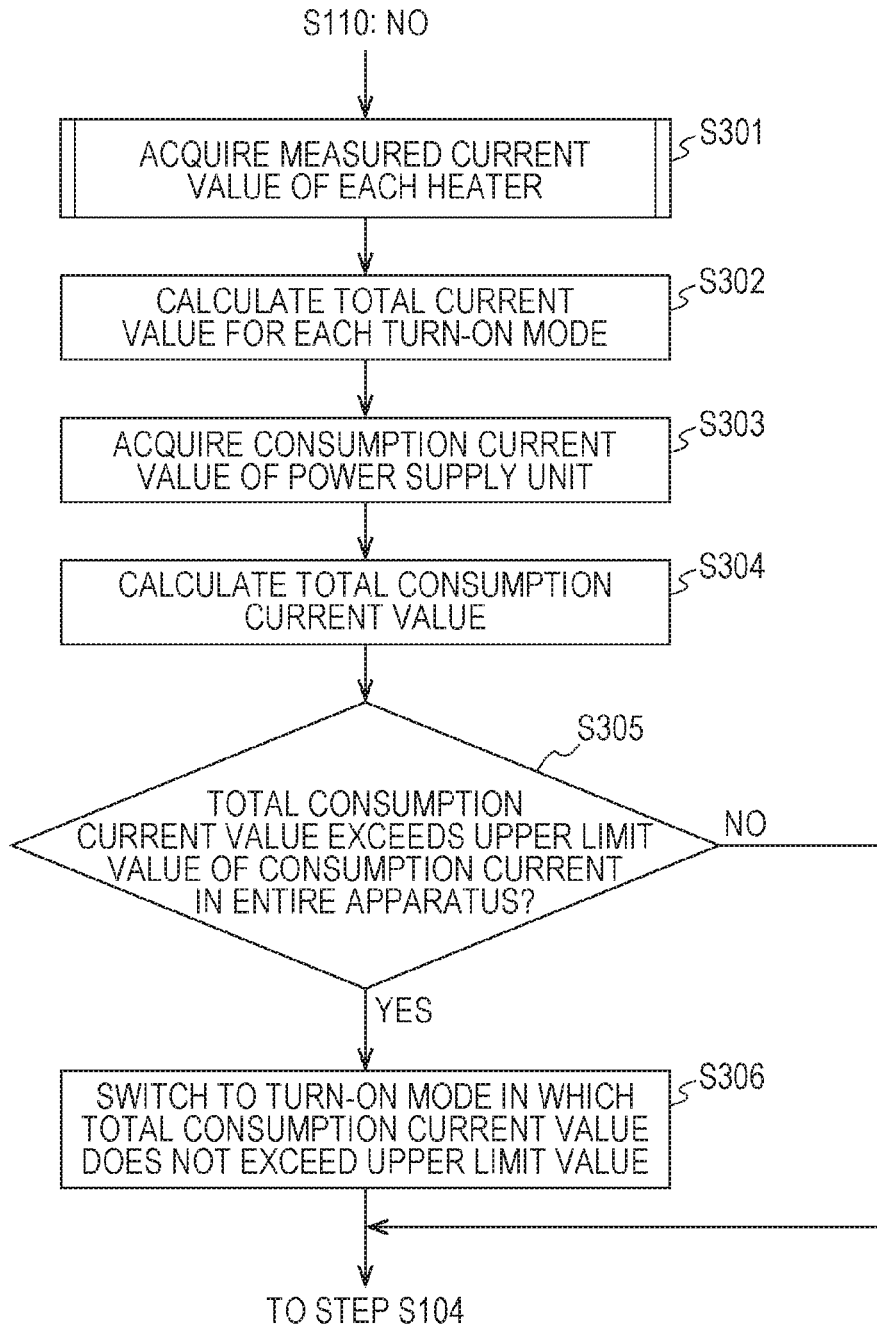 S110: NO
S301
ACQUIRE MEASURED CURRENT
VALUE OF EACH HEATER
S302
CALCULATE TOTAL CURRENT
VALUE FOR EACH TURN-ON MODE
S303
ACQUIRE CONSUMPTION CURRENT
VALUE OF POWER SUPPLY UNIT
S304
CALCULATE TOTAL CONSUMPTION
CURRENT VALUE
S305
TOTAL CONSUMPTION
CURRENT VALUE EXCEEDS UPPER LIMIT
VALUE OF CONSUMPTION CURRENT
IN ENTIRE APPARATUS?
NO
YES
S306
SWITCH TO TURN-ON MODE IN WHICH
TOTAL CONSUMPTION CURRENT VALUE
DOES NOT EXCEED UPPER LIMIT VALUE
TO STEP S104